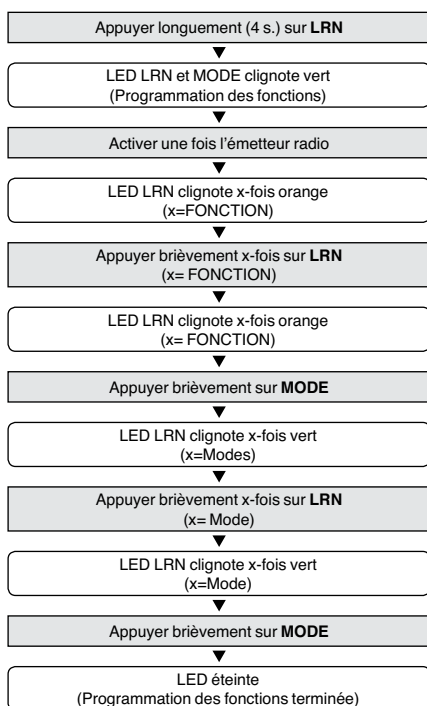 Appuyer longuement (4 s.) sur LRN
LED LRN et MODE clignote vert
(Programmation des fonctions)
Activer une fois l’émetteur radio
LED LRN clignote x-fois orange
(x=FONCTION)
Appuyer brièvement x-fois sur LRN
(x= FONCTION)
LED LRN clignote x-fois orange
(x= FONCTION)
Appuyer brièvement sur MODE
LED LRN clignote x-fois vert
(x=Modes)
Appuyer brièvement x-fois sur LRN
(x= Mode)
LED LRN clignote x-fois vert
(x=Mode)
Appuyer brièvement sur MODE
LED éteinte
(Programmation des fonctions terminée)